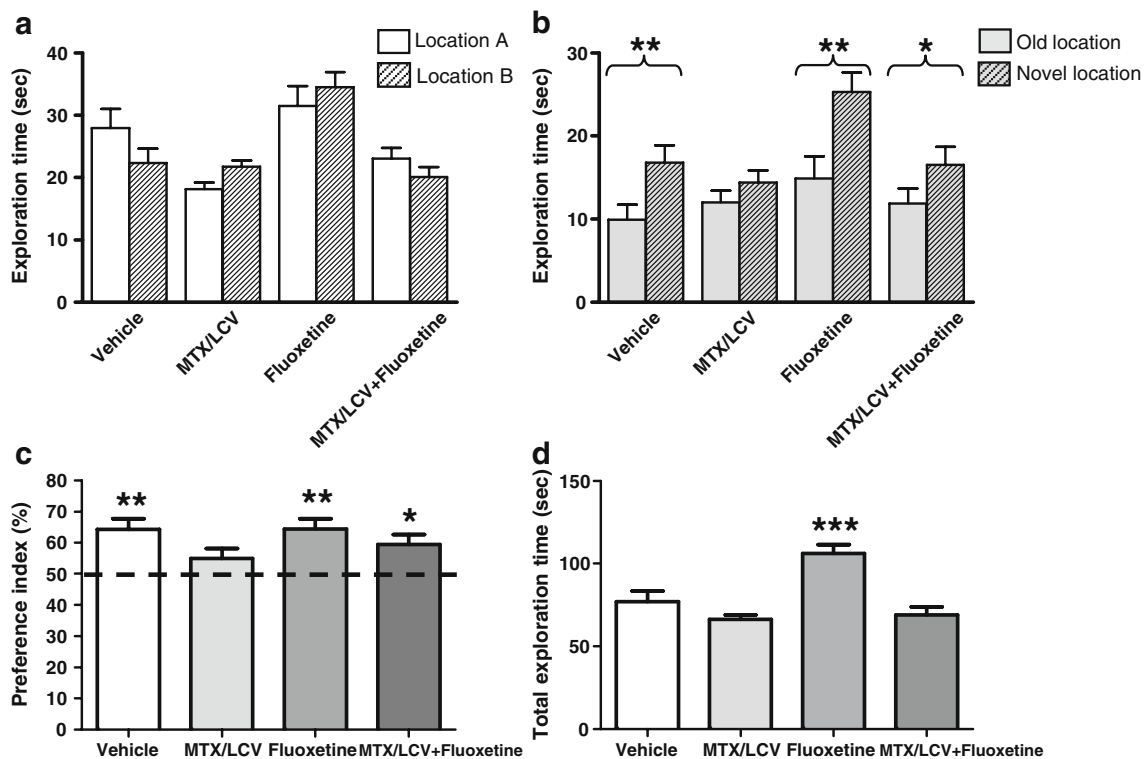 a
Location A
Location B
Exploration time (sec)
40
30
20
10
0
Vehicle
MTX/LCV
Fluoxetine
MTX/LCV+Fluoxetine
b
Old location
Novel location
Exploration time (sec)
30
20
10
0
**
**
*
Vehicle
MTX/LCV
Fluoxetine
MTX/LCV+Fluoxetine
c
Preference index (%)
80
70
60
50
40
30
20
10
0
**
**
*
Vehicle
MTX/LCV
Fluoxetine
MTX/LCV+Fluoxetine
d
Total exploration time (sec)
150
100
50
0
***
Vehicle
MTX/LCV
Fluoxetine
MTX/LCV+Fluoxetine